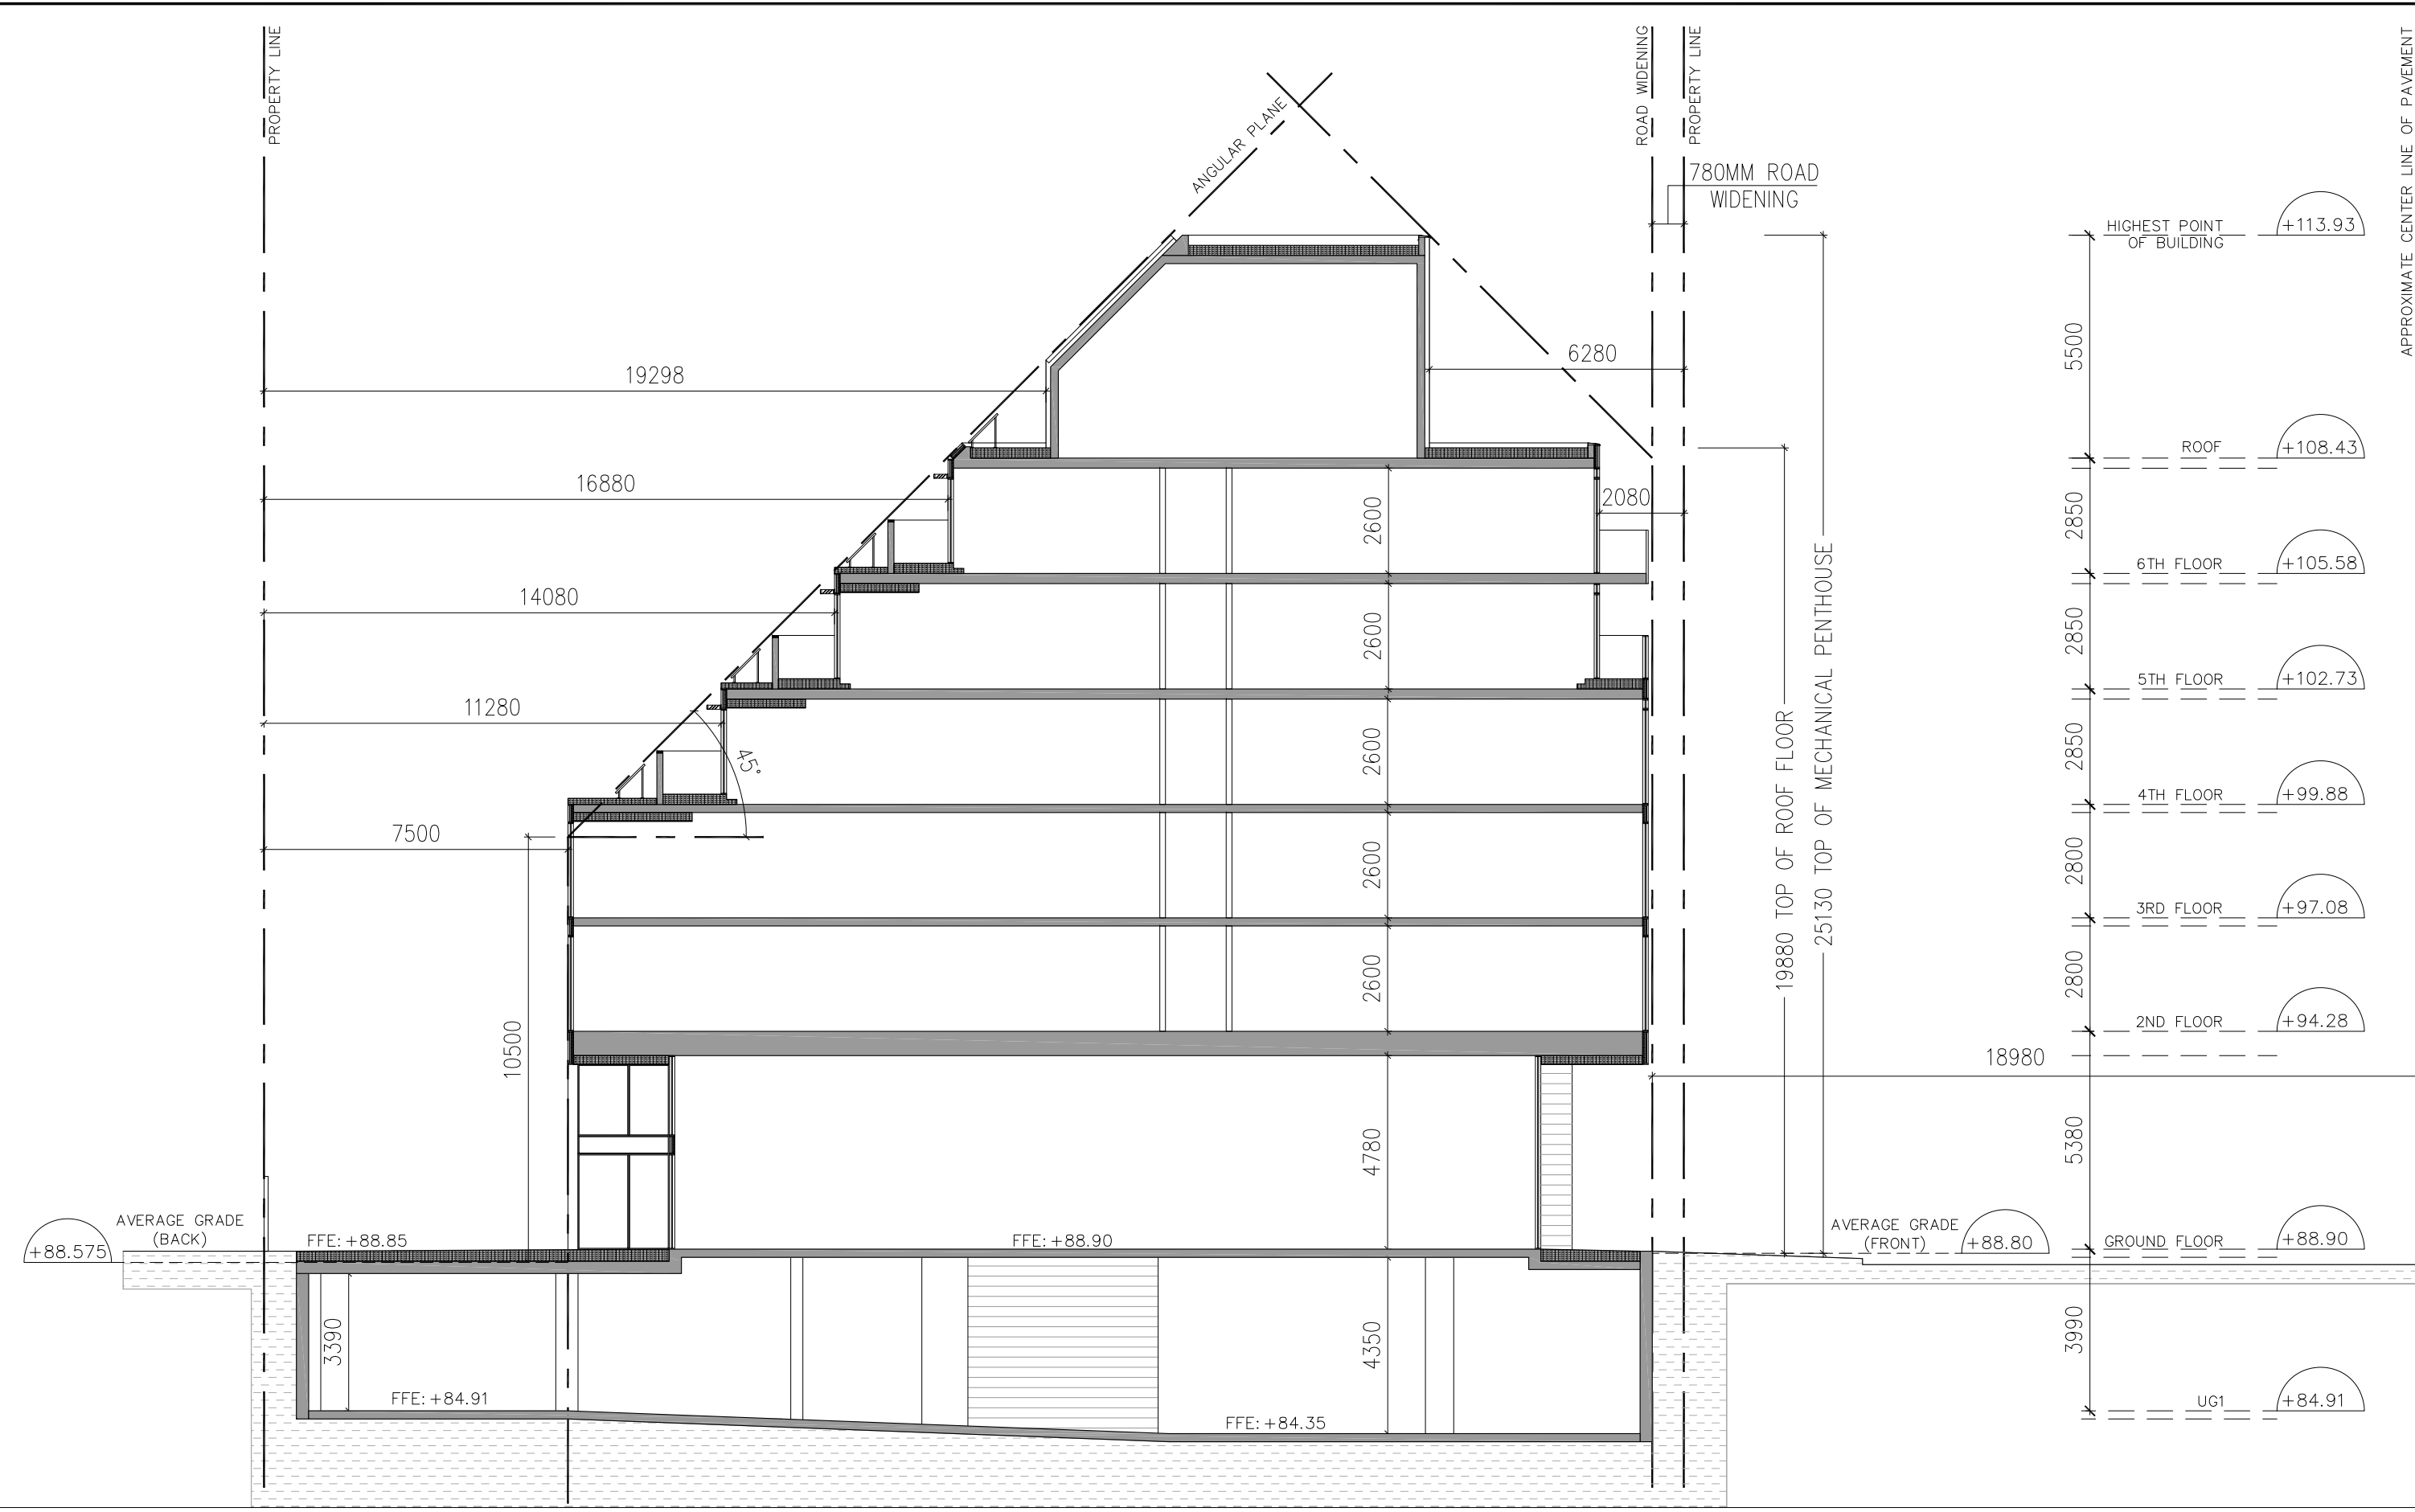 PROPERTY LINE
ROAD WIDENING
PROPERTY LINE
APPROXIMATE CENTER LINE OF PAVEMENT
ANGULAR PLANE
780MM ROAD
WIDENING
HIGHEST POINT
OF BUILDING
+113.93
5500
6280
19298
ROOF
+108.43
16880
2080
2600
2850
6TH FLOOR
+105.58
14080
2600
2850
5TH FLOOR
+102.73
11280
45°
2600
2850
19880 TOP OF ROOF FLOOR
25130 TOP OF MECHANICAL PENTHOUSE
4TH FLOOR
+99.88
7500
2600
2800
3RD FLOOR
+97.08
2600
2800
2ND FLOOR
+94.28
10500
18980
4780
5380
AVERAGE GRADE
(BACK)
+88.575
FFE: +88.85
FFE: +88.90
AVERAGE GRADE
(FRONT)
+88.80
GROUND FLOOR
+88.90
3390
4350
3990
FFE: +84.91
FFE: +84.35
UG1
+84.91